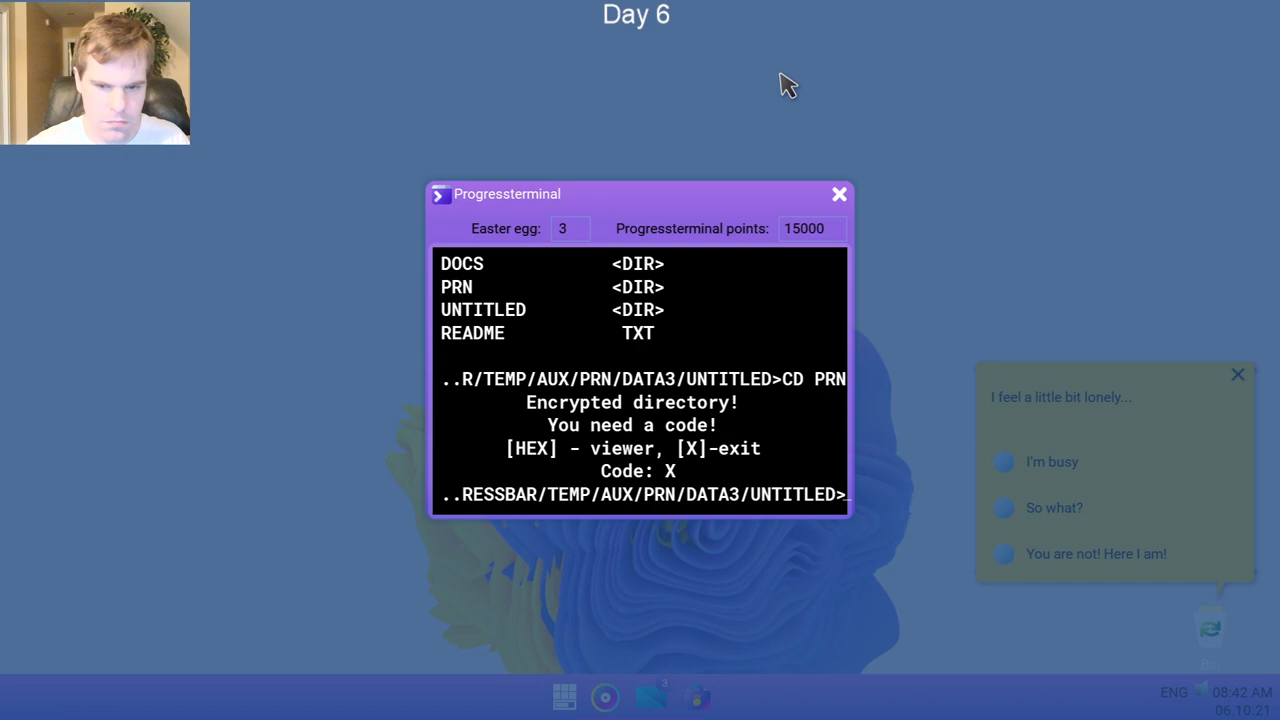 Day 6
Progressterminal
Easter egg: 3 Progressterminal points: 15000
DOCS <DIR>
PRN <DIR>
UNTITLED <DIR>
README TXT
..R/TEMP/AUX/PRN/DATA3/UNTITLED>CD PRN
Encrypted directory!
You need a code!
[HEX] - viewer, [X]-exit
Code: X
..RESSBAR/TEMP/AUX/PRN/DATA3/UNTITLED>_
I feel a little bit lonely...
I'm busy
So what?
You are not! Here I am!
Bin
3
ENG 08:42 AM
06.10.21